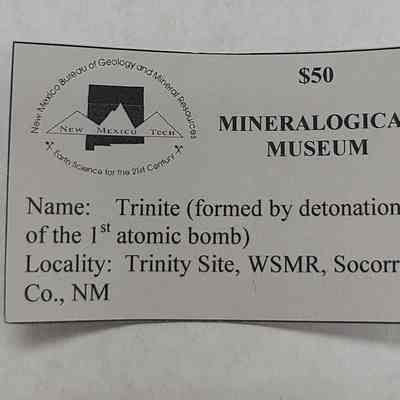 New Mexico Bureau of Geology and Mineral Resources
NEW MEXICO TECH
Earth Science for the 21st Century
$50
MINERALOGICA
MUSEUM
Name: Trinite (formed by detonation
of the 1st atomic bomb)
Locality: Trinity Site, WSMR, Socorr
Co., NM